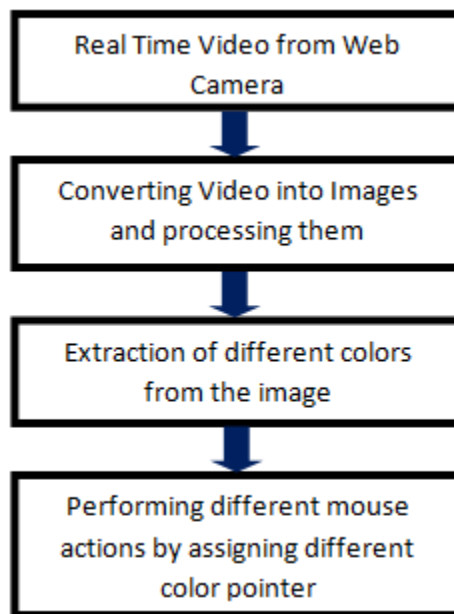 Real Time Video from Web
Camera
Converting Video into Images
and processing them
Extraction of different colors
from the image
Performing different mouse
actions by assigning different
color pointer